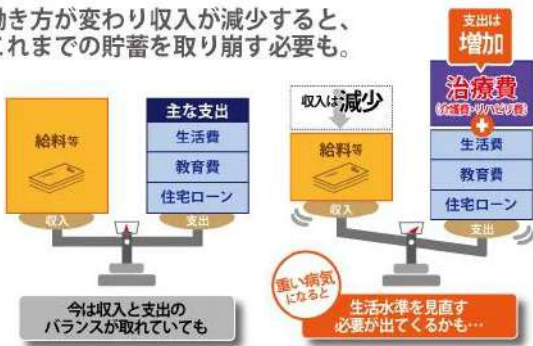 働き方が変わり収入が減少すると、
これまでの貯蓄を取り崩す必要も。
給料等
収入
主な支出
生活費
教育費
住宅ローン
支出
今は収入と支出の
バランスが取れていても
収入は減少
給料等
収入
支出は
増加
治療費
(介護費・リハビリ費)
生活費
教育費
住宅ローン
支出
重い病気
になると
生活水準を見直す
必要が出てくるかも…